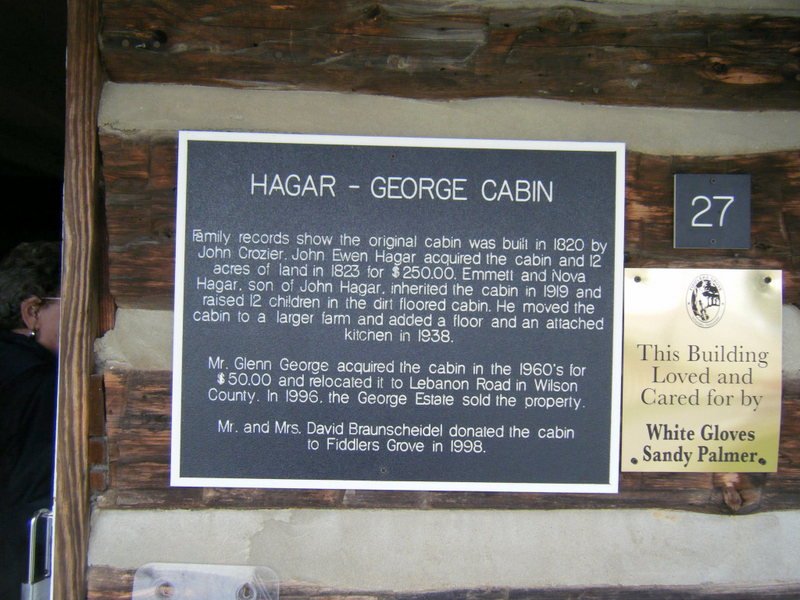 HAGAR - GEORGE CABIN
Family records show the original cabin was built in 1820 by
John Crozier. John Ewen Hagar acquired the cabin and 12
acres of land in 1823 for $250.00. Emmett and Nova
Hagar, son of John Hagar, inherited the cabin in 1919 and
raised 12 children in the dirt floored cabin. He moved the
cabin to a larger farm and added a floor and an attached
kitchen in 1938.
Mr. Glenn George acquired the cabin in the 1960's for
$50.00 and relocated it to Lebanon Road in Wilson
County. In 1996, the George Estate sold the property.
Mr. and Mrs. David Braunscheidel donated the cabin
to Fiddlers Grove in 1998.
27
This Building
Loved and
Cared for by
White Gloves
Sandy Palmer